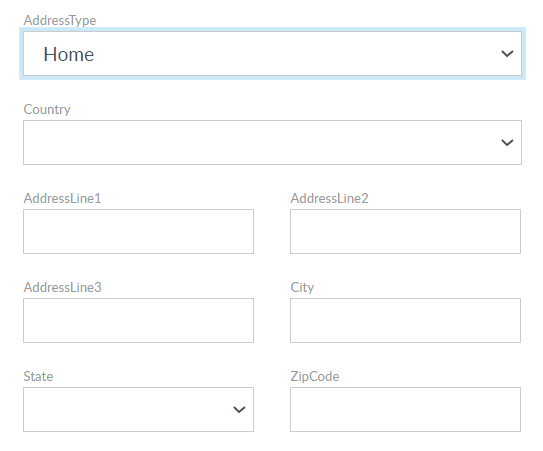 AddressType
Home
Country
AddressLine1
AddressLine2
AddressLine3
City
State
ZipCode